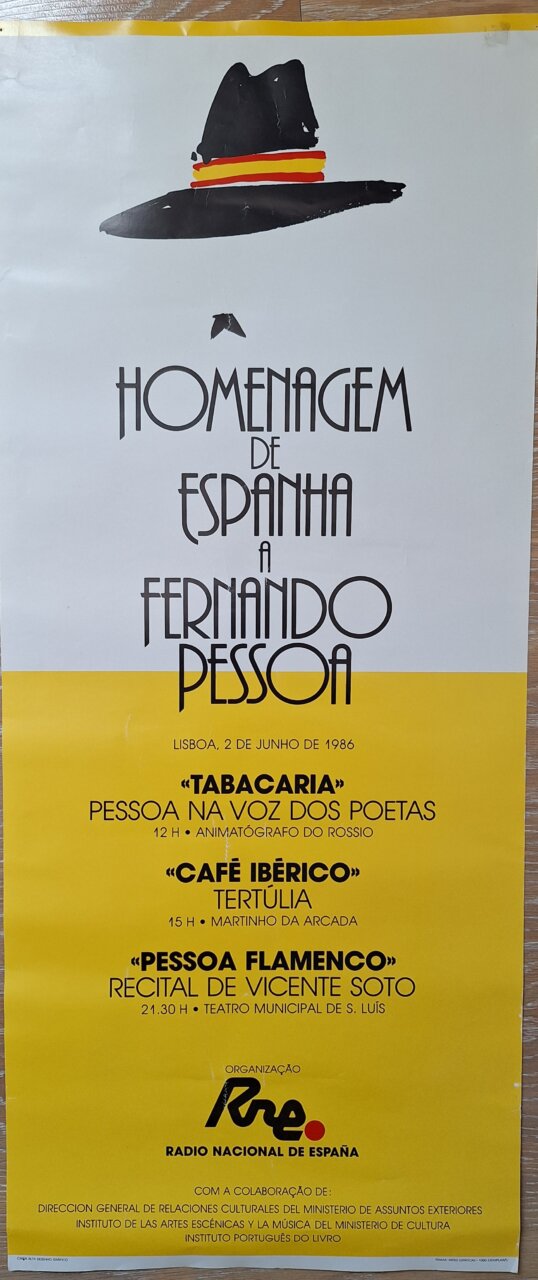 HOMENAGEM
DE
ESPANHA
A
FERNANDO
PESSOA
LISBOA, 2 DE JUNHO DE 1986
«TABACARIA»
PESSOA NA VOZ DOS POETAS
12 H • ANIMATÓGRAFO DO ROSSIO
«CAFÉ IBÉRICO»
TERTÚLIA
15 H • MARTINHO DA ARCADA
«PESSOA FLAMENCO»
RECITAL DE VICENTE SOTO
21.30 H • TEATRO MUNICIPAL DE S. LUÍS
ORGANIZAÇÃO
Rne
RADIO NACIONAL DE ESPAÑA
COM A COLABORAÇÃO DE:
DIRECCION GENERAL DE RELACIONES CULTURALES DEL MINISTERIO DE ASSUNTOS EXTERIORES
INSTITUTO DE LAS ARTES ESCÉNICAS Y LA MÚSICA DEL MINISTERIO DE CULTURA
INSTITUTO PORTUGUÊS DO LIVRO